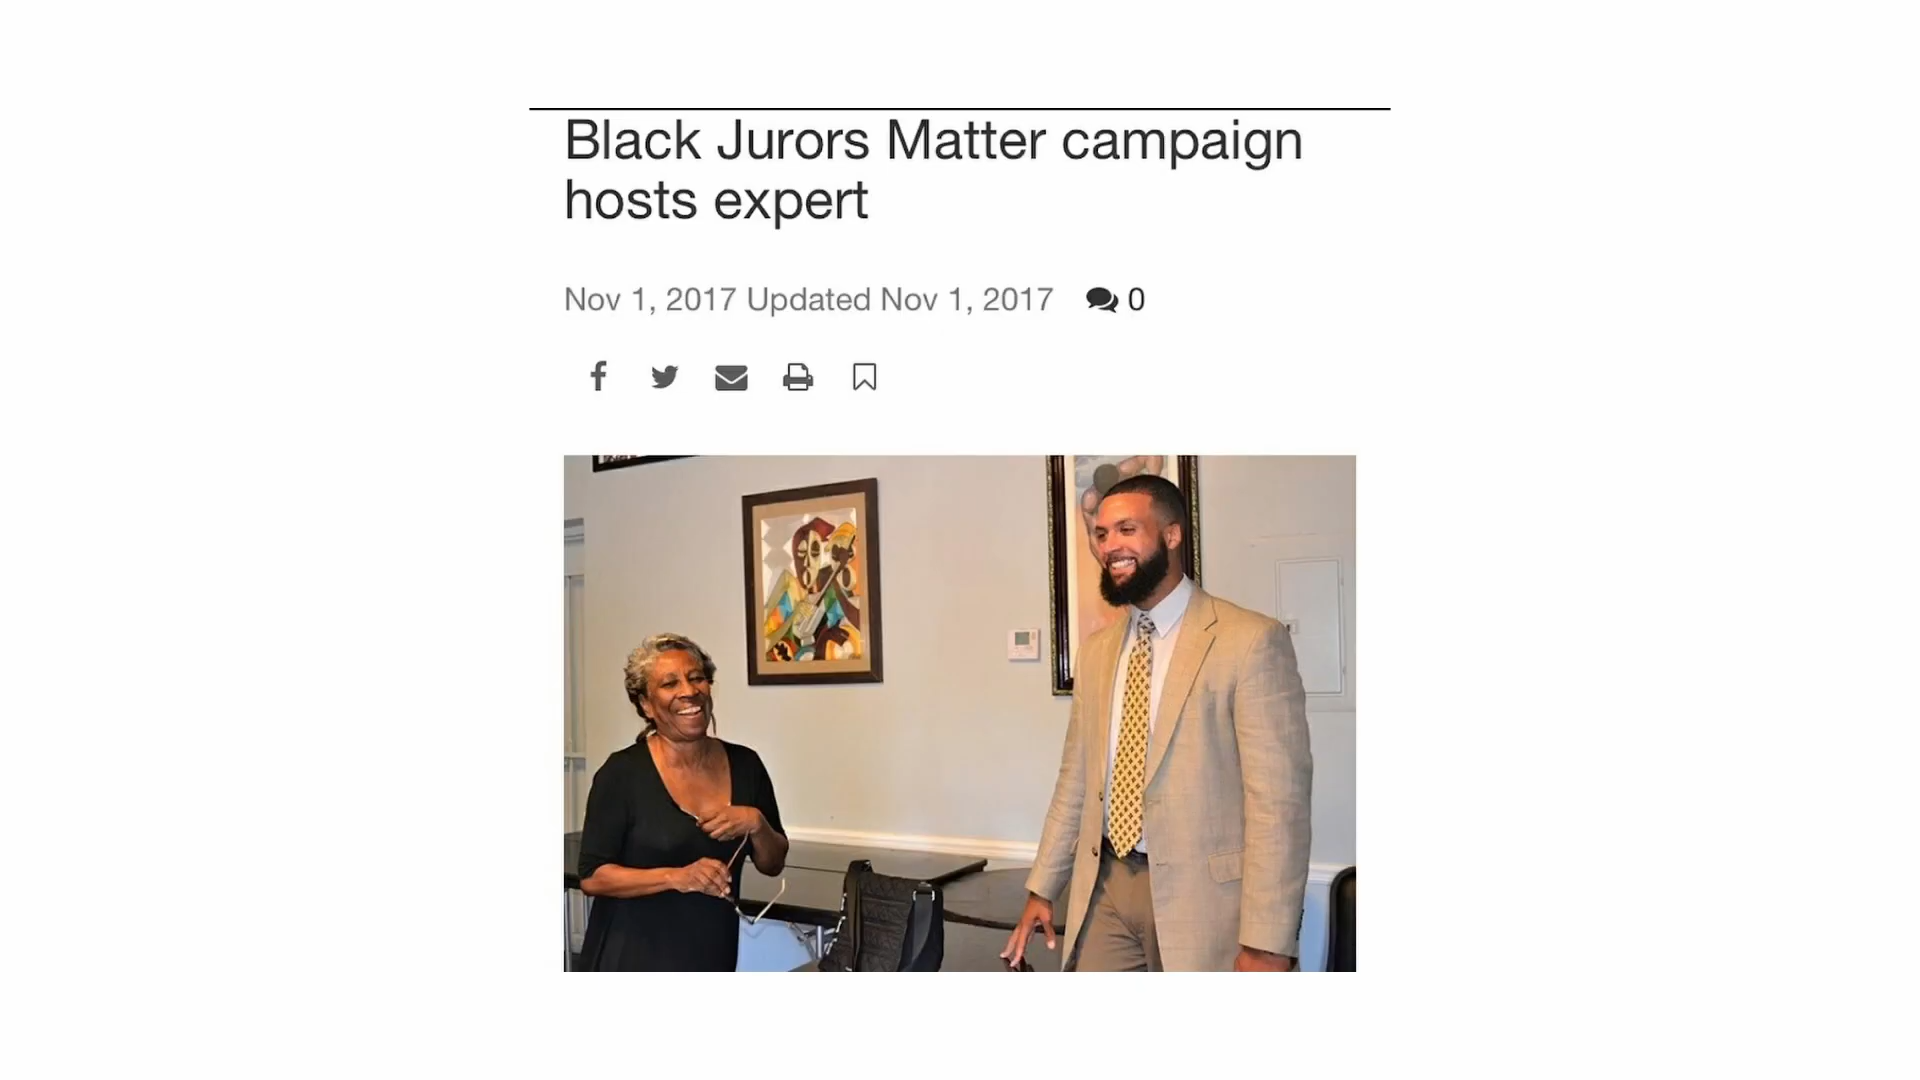 Black Jurors Matter campaign
hosts expert
Nov 1, 2017 Updated Nov 1, 2017 0